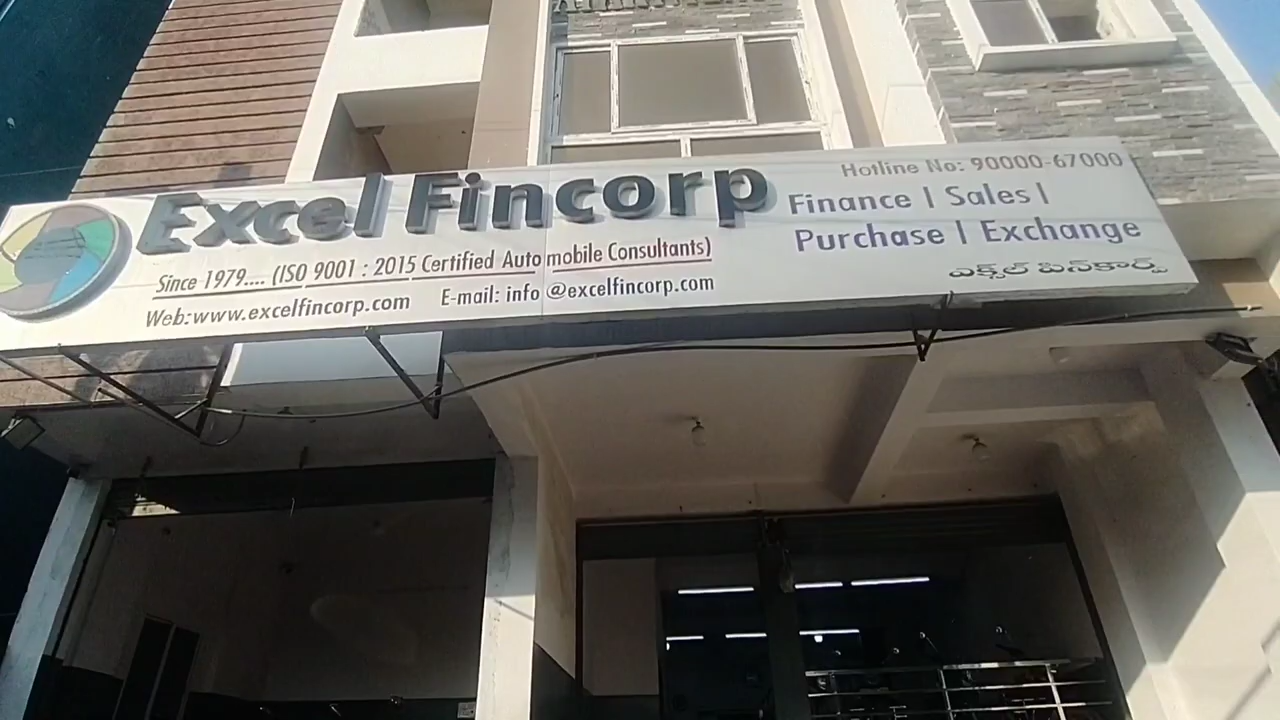 Excel Fincorp
Since 1979.... (ISO 9001 : 2015 Certified Automobile Consultants)
Web:www.excelfincorp.com E-mail: info @excelfincorp.com
Hotline No: 90000-67000
Finance | Sales |
Purchase | Exchange
ఎక్సెల్ ఫిన్‌కార్ప్